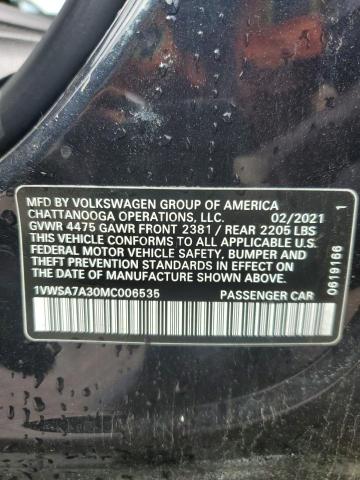 MFD BY VOLKSWAGEN GROUP OF AMERICA
CHATTANOOGA OPERATIONS, LLC. 02/2021
GVWR 4475 GAWR FRONT 2381 / REAR 2205 LBS
THIS VEHICLE CONFORMS TO ALL APPLICABLE U.S.
FEDERAL MOTOR VEHICLE SAFETY, BUMPER AND
THEFT PREVENTION STANDARDS IN EFFECT ON THE
DATE OF MANUFACTURE SHOWN ABOVE.
1VWSA7A30MC006535 PASSENGER CAR
0619166 1